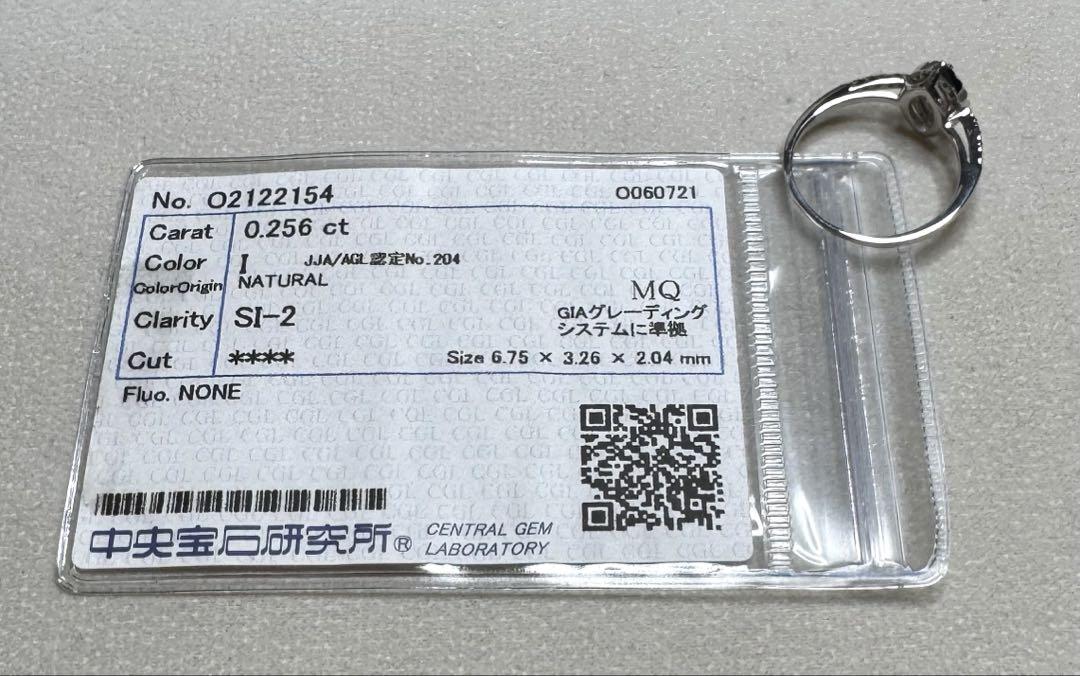 No. O2122154
O060721
Carat 0.256 ct
Color I JJA/AGL認定No.204
ColorOrigin NATURAL
MQ
Clarity SI-2
GIAグレーディング
システムに準拠
Cut ****
Size 6.75 × 3.26 × 2.04 mm
Fluo. NONE
中央宝石研究所®
CENTRAL GEM
LABORATORY